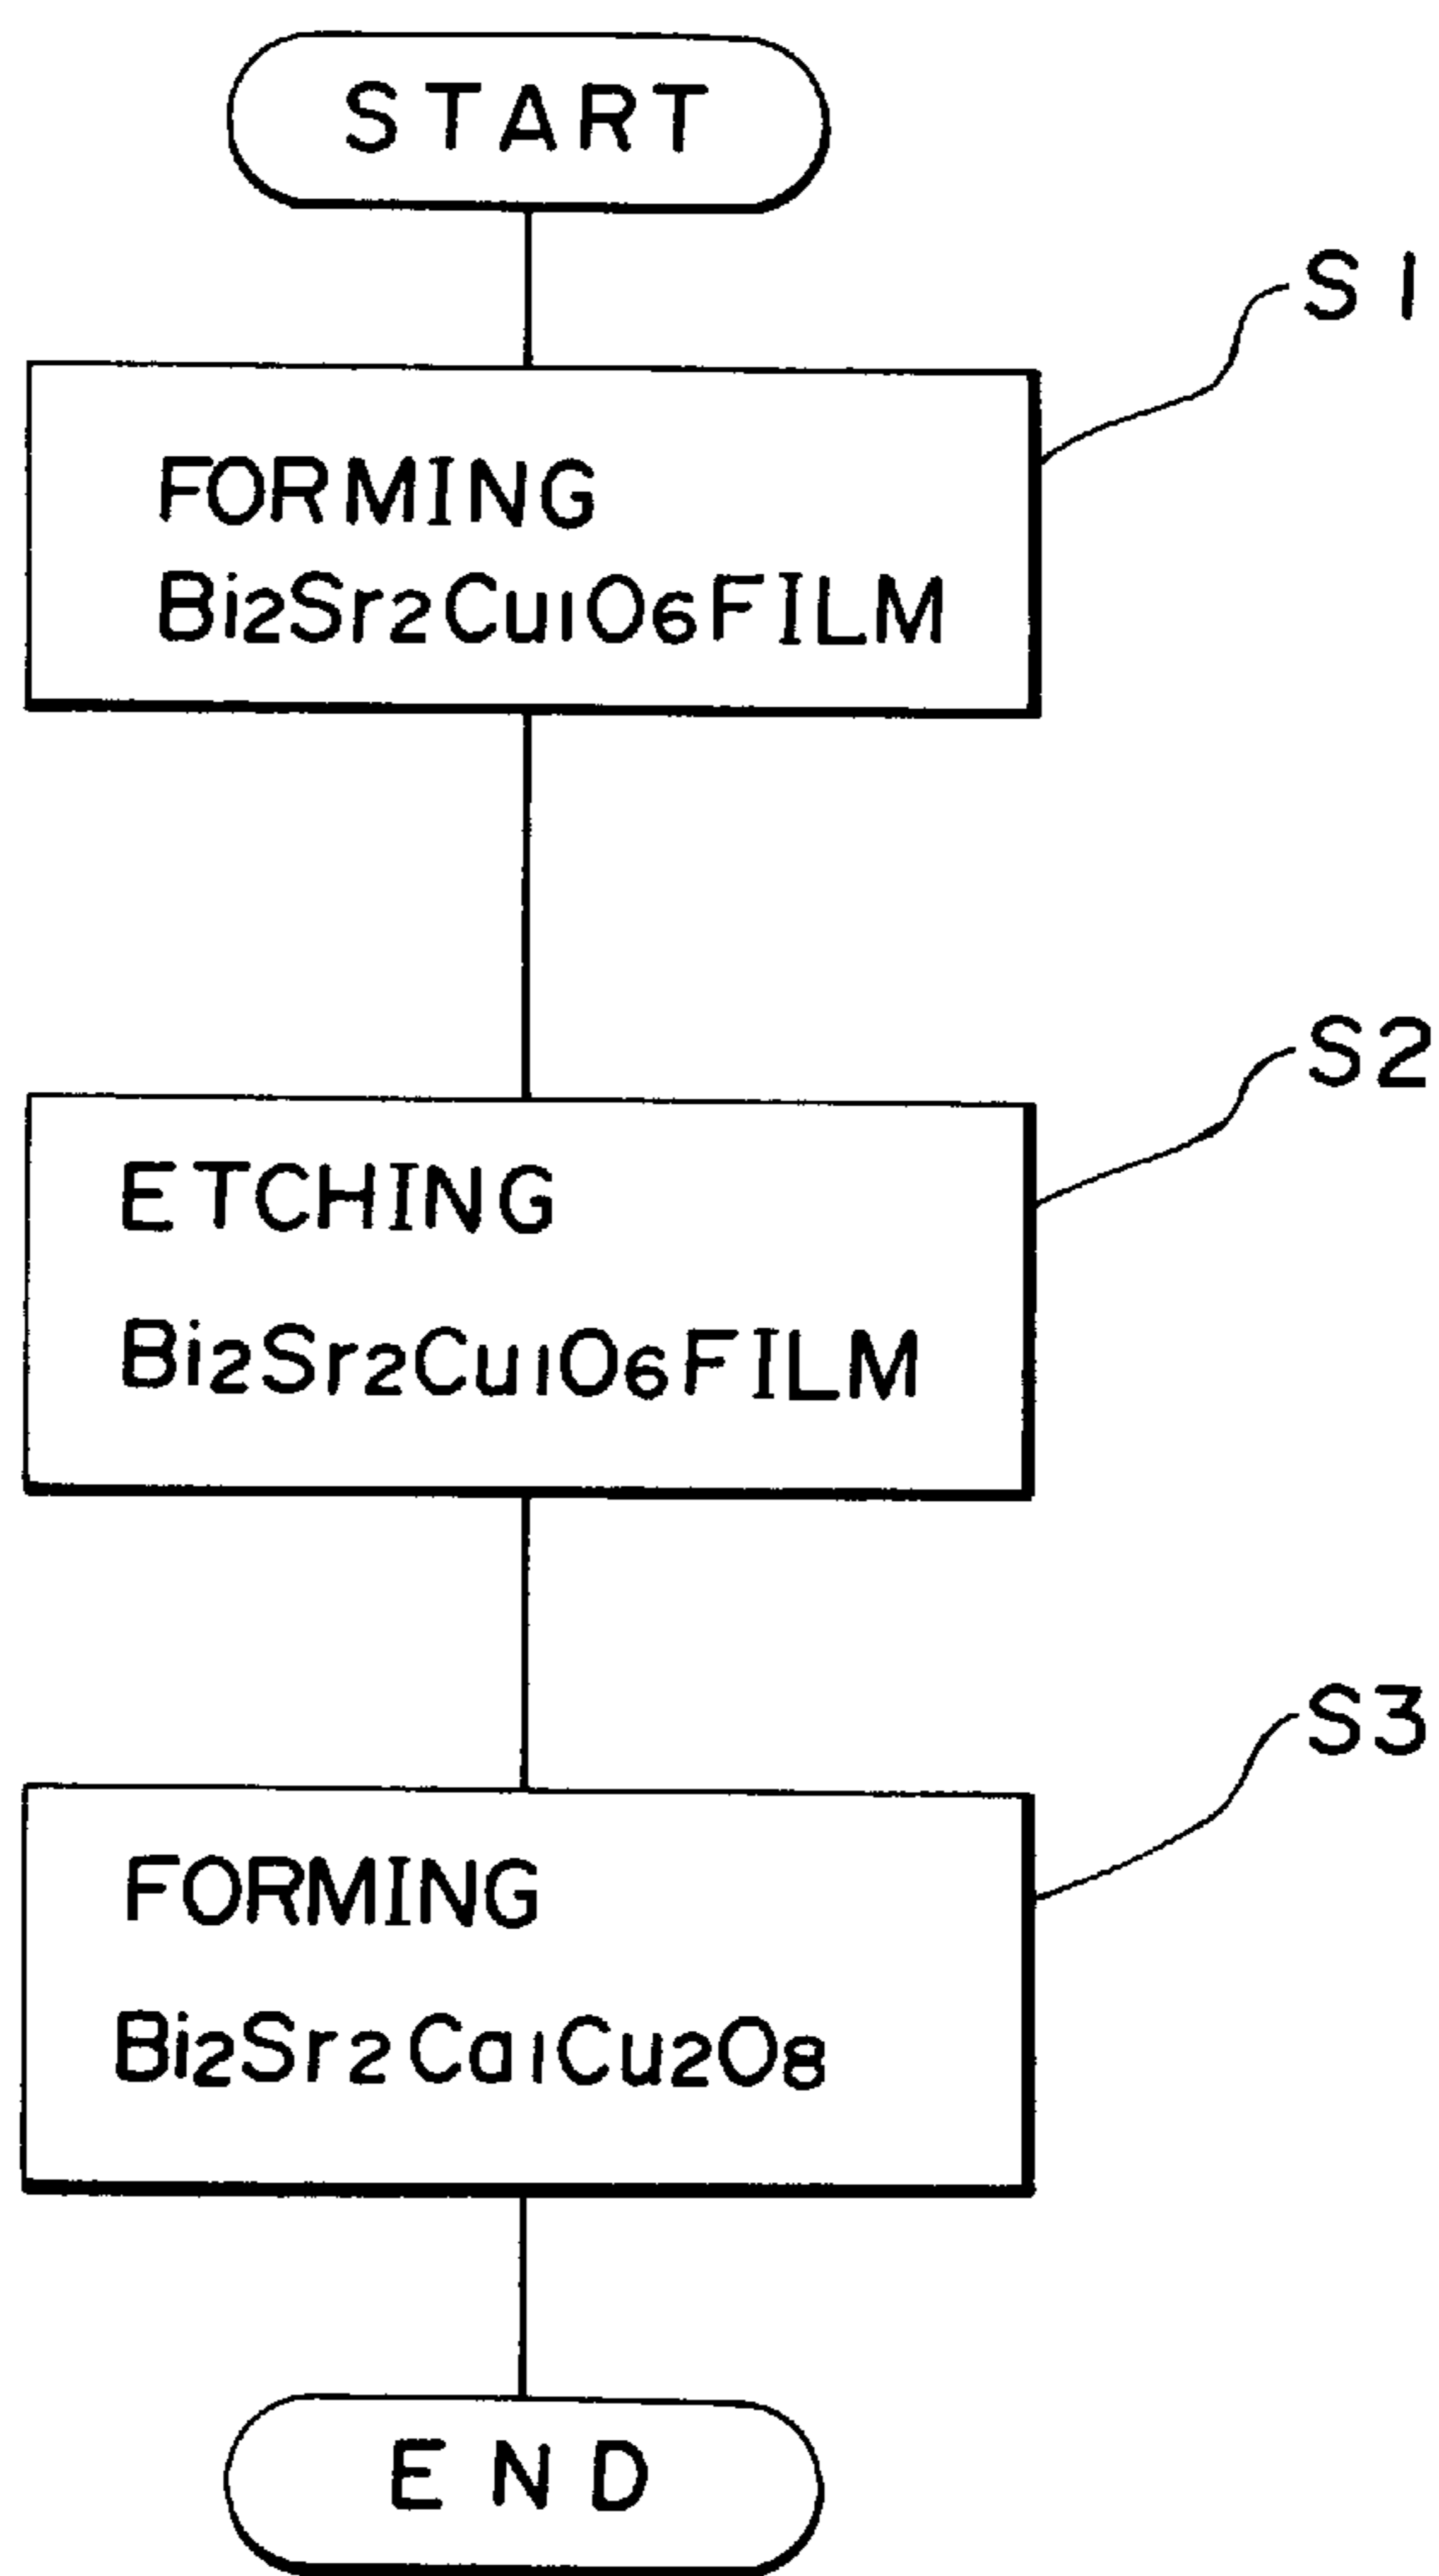 START
S1
FORMING
Bi₂Sr₂Cu₁O₆FILM
S2
ETCHING
Bi₂Sr₂Cu₁O₆FILM
S3
FORMING
Bi₂Sr₂Ca₁Cu₂O₈
END